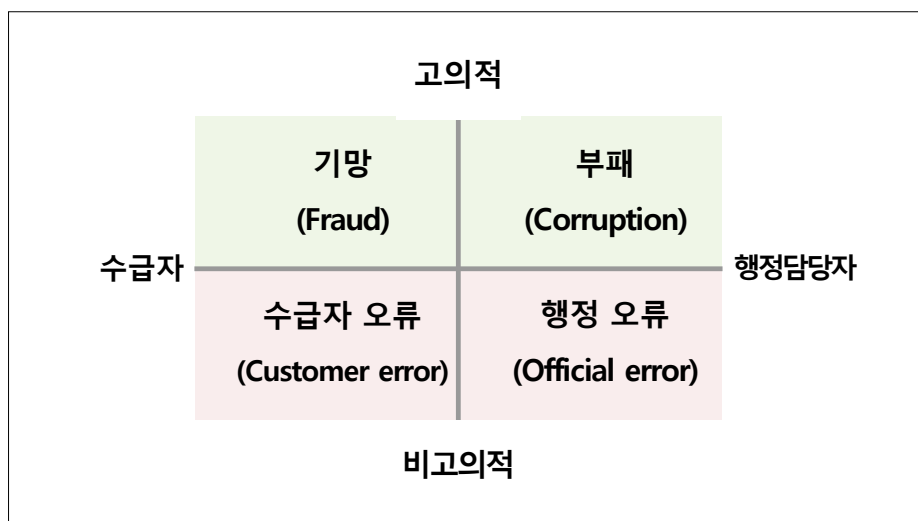 고의적
기망
(Fraud)
부패
(Corruption)
수급자
행정담당자
수급자 오류
(Customer error)
행정 오류
(Official error)
비고의적